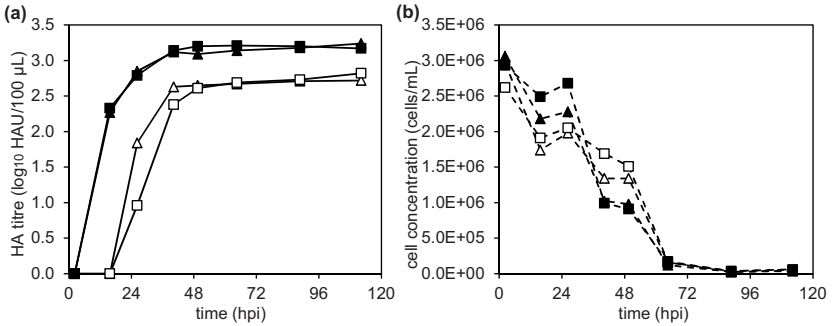 (a)
HA titre (log10 HAU/100 µL)
3.5
3.0
2.5
2.0
1.5
1.0
0.5
0.0
0 24 48 72 96 120
time (hpi)
(b)
cell concentration (cells/mL)
3.5E+06
3.0E+06
2.5E+06
2.0E+06
1.5E+06
1.0E+06
5.0E+05
0.0E+00
0 24 48 72 96 120
time (hpi)